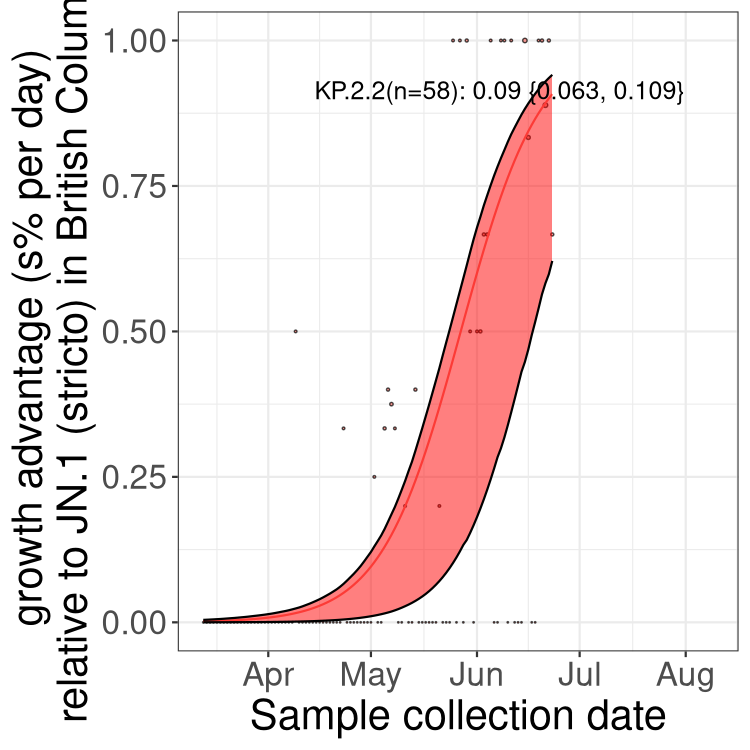 growth advantage (s% per day)
relative to JN.1 (stricto) in British Colum
1.00
0.75
0.50
0.25
0.00
KP.2.2(n=58): 0.09 {0.063, 0.109}
Apr May Jun Jul Aug
Sample collection date